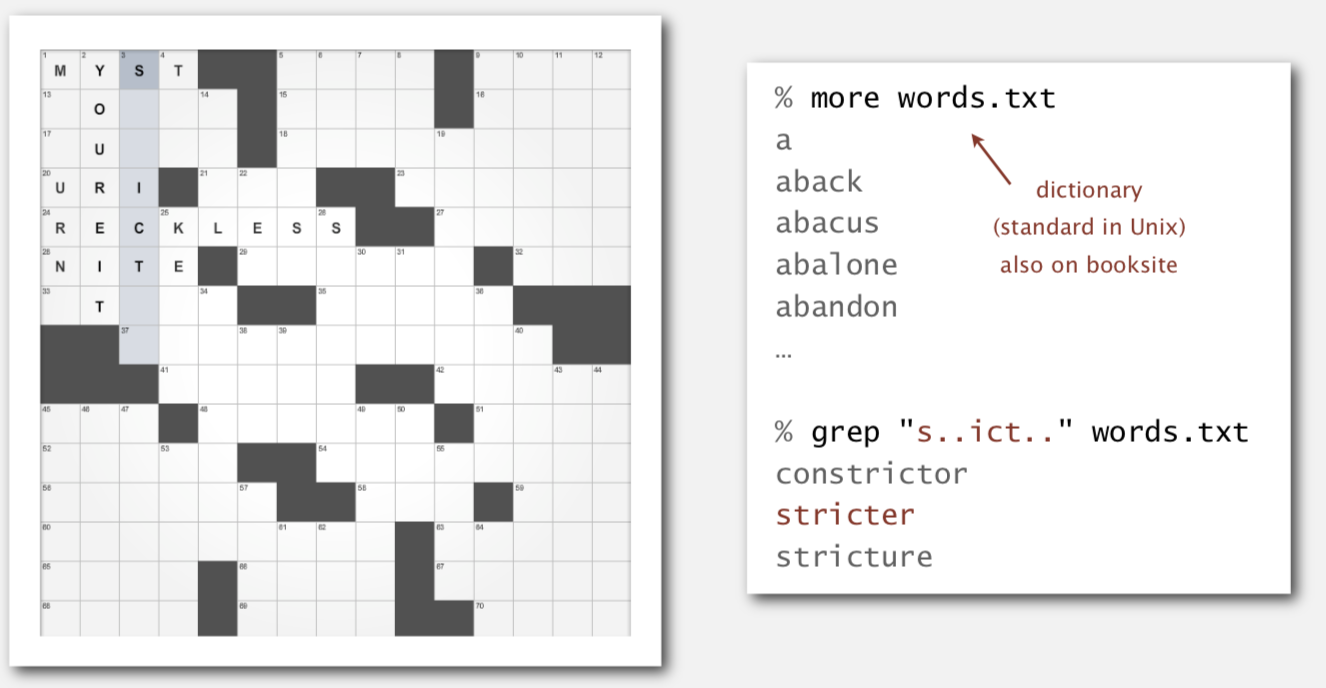 1 2 3 4 5 6 7 8 9 10 11 12
M Y S T
13 14 15 16
O
17 18 19
U
20 21 22 23
U R I
24 25 26 27
R E C K L E S S
28 29 30 31 32
N I T E
33 34 35 36
T
37 38 39 40
41 42 43 44
45 46 47 48 49 50 51
52 53 54 55
56 57 58 59
60 61 62 63 64
65 66 67
68 69 70
% more words.txt
a
aback
abacus
abalone
abandon
...
dictionary
(standard in Unix)
also on booksite
% grep "s..ict.." words.txt
constrictor
stricter
stricture